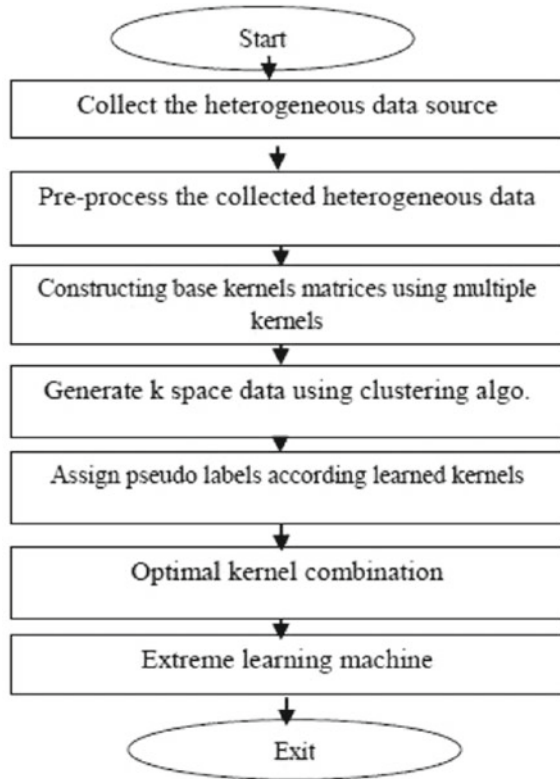 Start
Collect the heterogeneous data source
Pre-process the collected heterogeneous data
Constructing base kernels matrices using multiple
kernels
Generate k space data using clustering algo.
Assign pseudo labels according learned kernels
Optimal kernel combination
Extreme learning machine
Exit